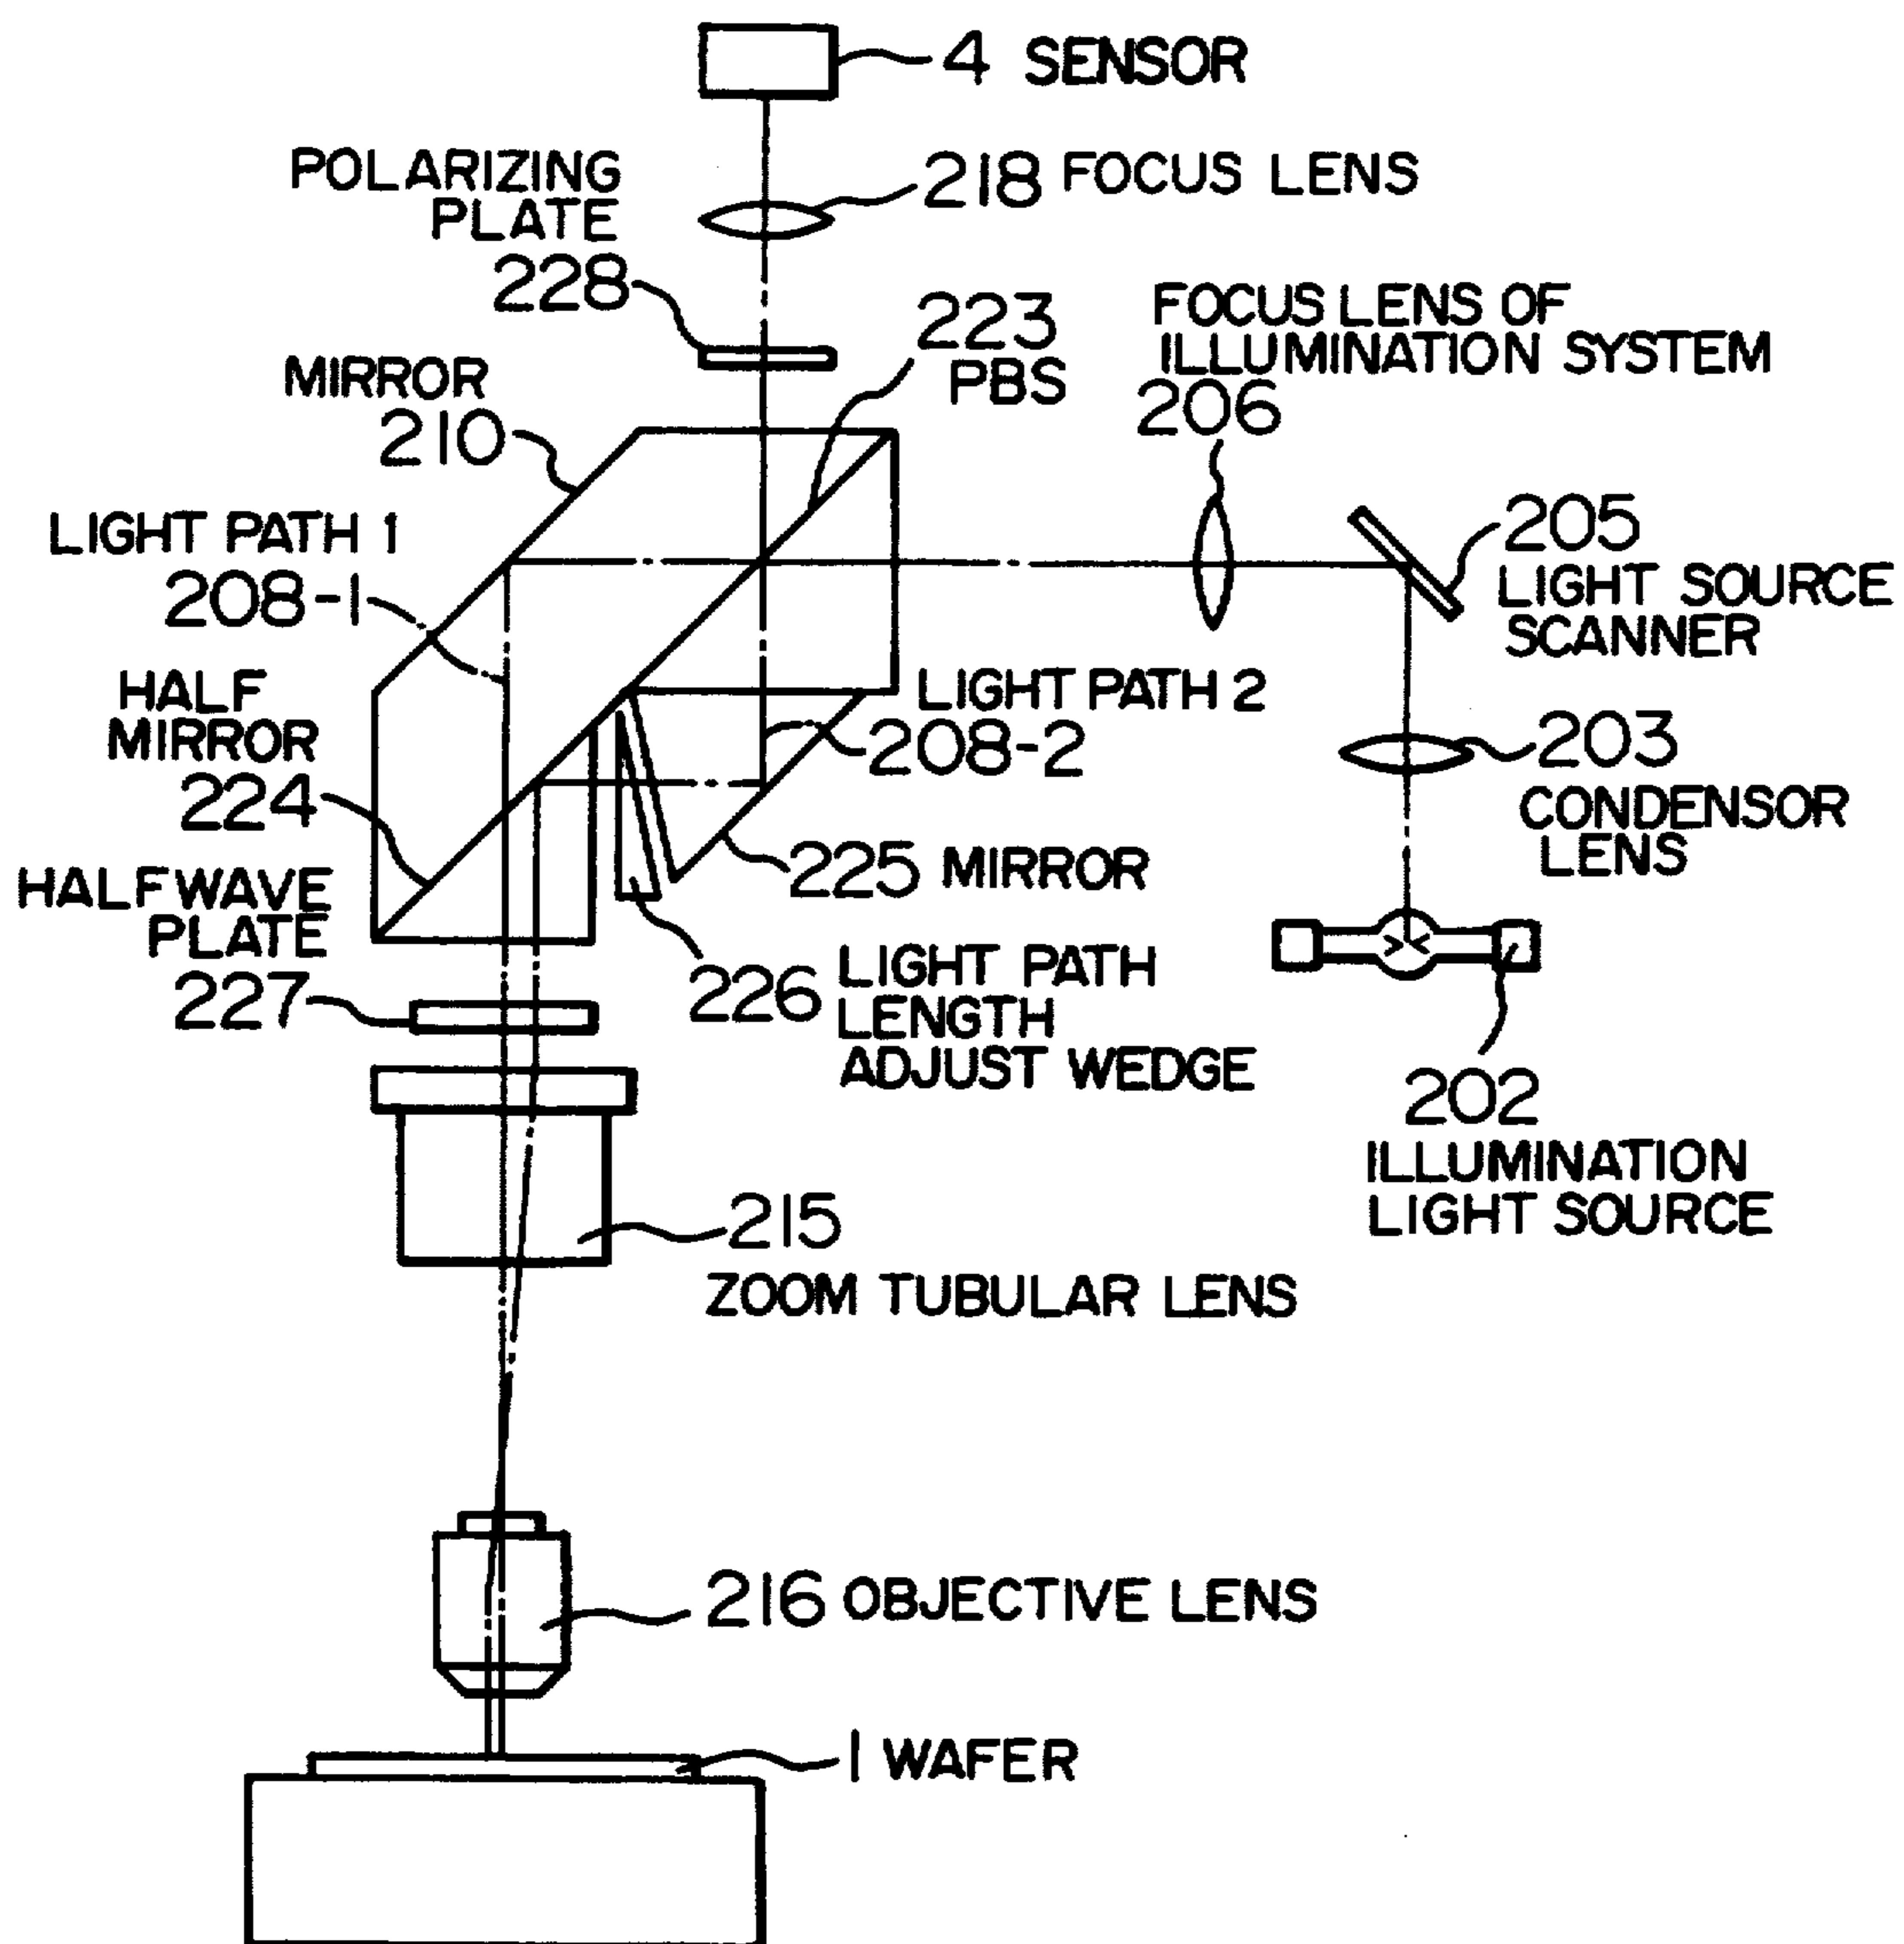 4 SENSOR
POLARIZING
PLATE
228
218 FOCUS LENS
223
PBS
FOCUS LENS OF
ILLUMINATION SYSTEM
206
MIRROR
210
LIGHT PATH 1
208-1
205
LIGHT SOURCE
SCANNER
HALF
MIRROR
224
LIGHT PATH 2
208-2
203
CONDENSOR
LENS
225 MIRROR
HALFWAVE
PLATE
227
226 LIGHT PATH
LENGTH
ADJUST WEDGE
202
ILLUMINATION
LIGHT SOURCE
215
ZOOM TUBULAR LENS
216 OBJECTIVE LENS
1 WAFER